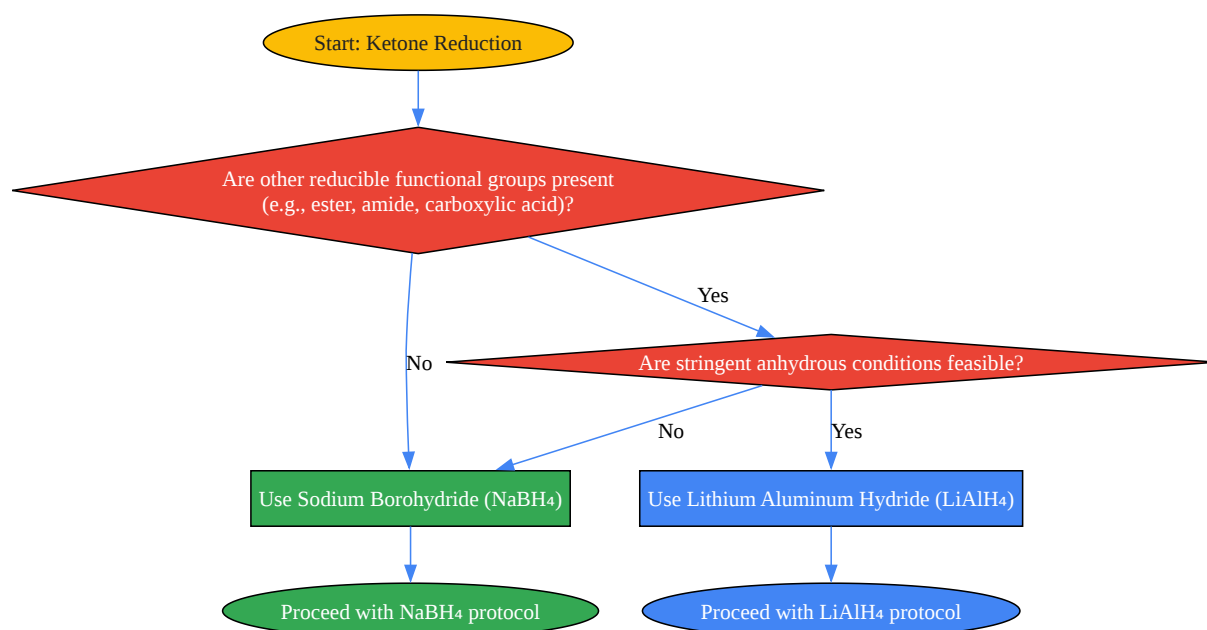 Start: Ketone Reduction
Are other reducible functional groups present
(e.g., ester, amide, carboxylic acid)?
Yes
Are stringent anhydrous conditions feasible?
No
No
Yes
Use Sodium Borohydride (NaBH₄)
Use Lithium Aluminum Hydride (LiAlH₄)
Proceed with NaBH₄ protocol
Proceed with LiAlH₄ protocol